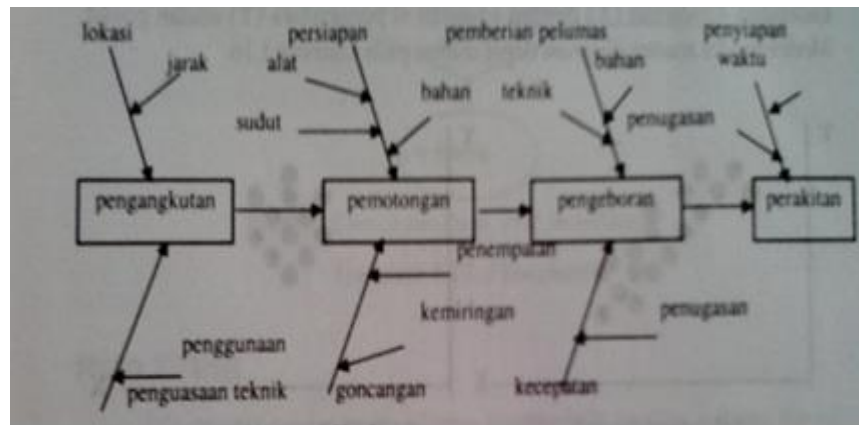 lokasi persiapan pemberian pelumas penyiapan
jarak alat bahan waktu
bahan teknik
sudut penugasan
pengangkutan pemotongan pengeboran perakitan
penempatan
kemiringan penugasan
penggunaan
penguasaan teknik goncangan kecepatan